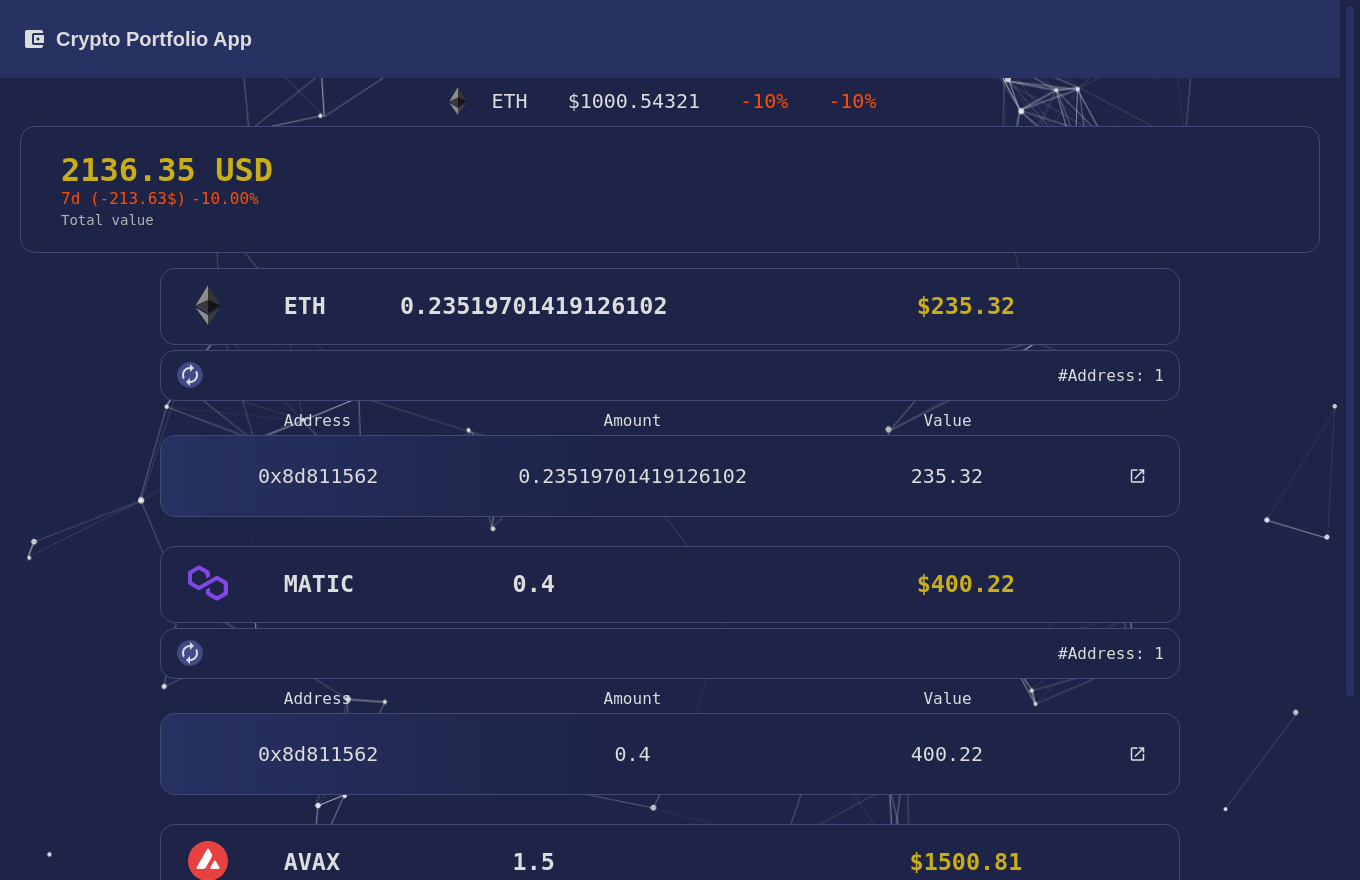 Crypto Portfolio App
ETH $1000.54321 -10% -10%
2136.35 USD
7d (-213.63$) -10.00%
Total value
ETH 0.23519701419126102 $235.32
#Address: 1
Address Amount Value
0x8d811562 0.23519701419126102 235.32
MATIC 0.4 $400.22
#Address: 1
Address Amount Value
0x8d811562 0.4 400.22
AVAX 1.5 $1500.81